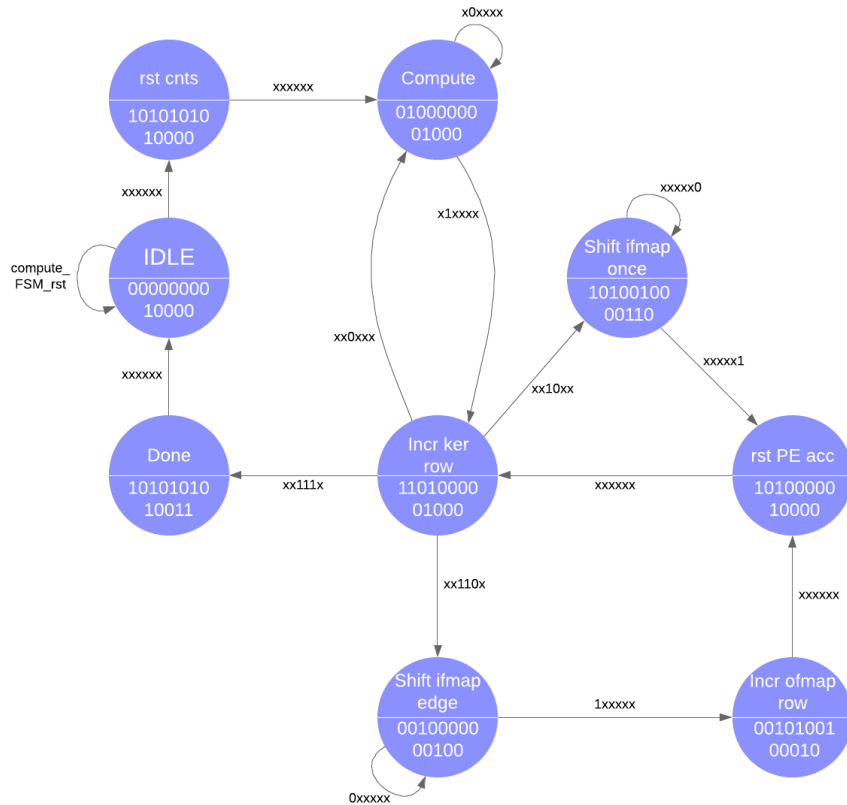 x0xxxx
rst cnts
10101010
10000
xxxxxx
Compute
01000000
01000
xxxxxx
x1xxxx
xxxxx0
Shift ifmap
once
10100100
00110
IDLE
00000000
10000
compute_
FSM_rst
xx0xxx
xxxxx1
xxxxxx
xx10xx
Done
10101010
10011
xx111x
Incr ker
row
11010000
01000
xxxxxx
rst PE acc
10100000
10000
xx110x
xxxxxx
Shift ifmap
edge
00100000
00100
1xxxxx
Incr ofmap
row
00101001
00010
0xxxxx